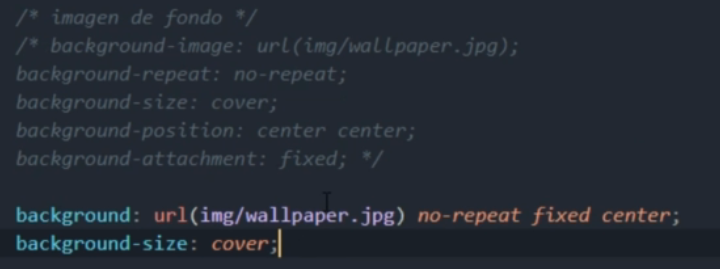 /* imagen de fondo */
/* background-image: url(img/wallpaper.jpg);
background-repeat: no-repeat;
background-size: cover;
background-position: center center;
background-attachment: fixed; */
background: url(img/wallpaper.jpg) no-repeat fixed center;
background-size: cover;